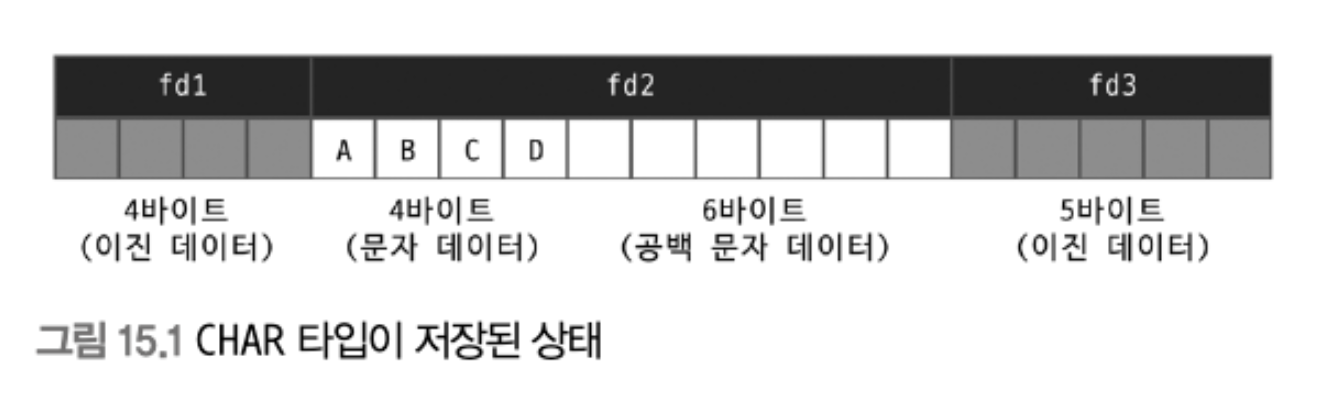 fd1 fd2 fd3
A B C D
4바이트 4바이트 6바이트 5바이트
(이진 데이터) (문자 데이터) (공백 문자 데이터) (이진 데이터)
그림 15.1 CHAR 타입이 저장된 상태